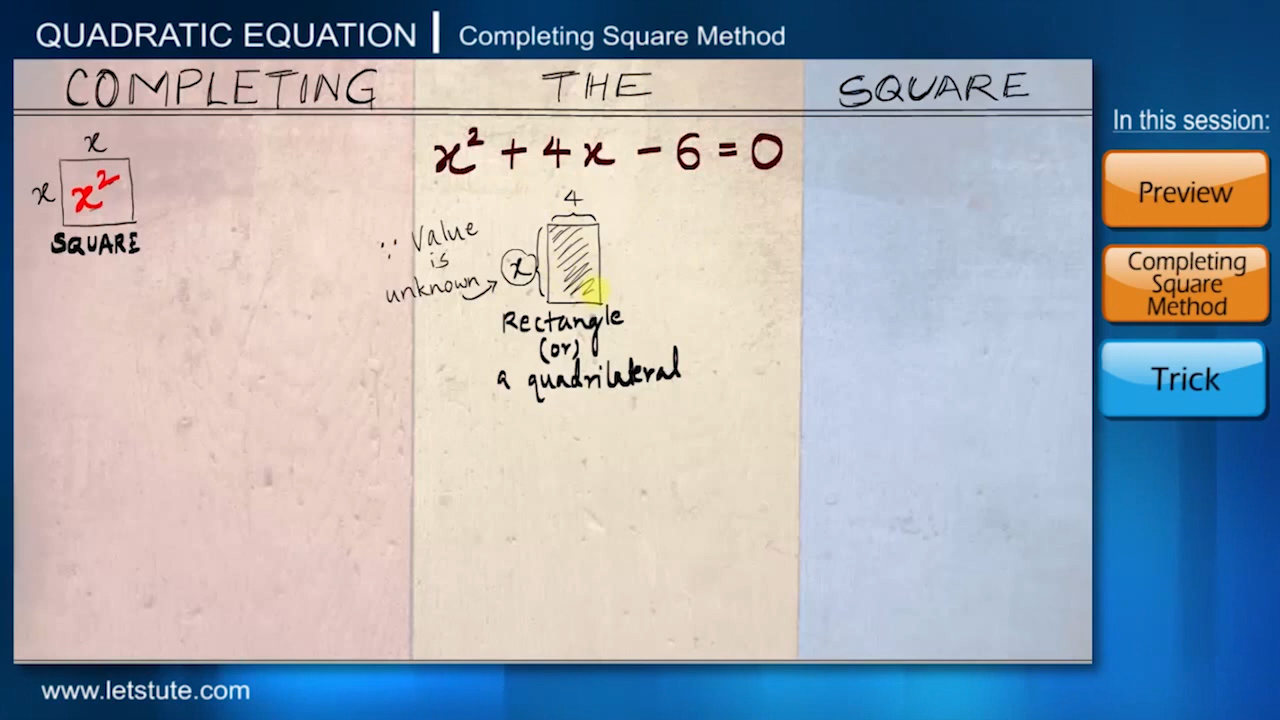 QUADRATIC EQUATION | Completing Square Method
COMPLETING THE SQUARE
In this session:
Preview
Completing
Square
Method
Trick
x
x x²
SQUARE
x² + 4x - 6 = 0
4
∵ Value
is
unknown
x
Rectangle
(or)
a quadrilateral
www.letstute.com